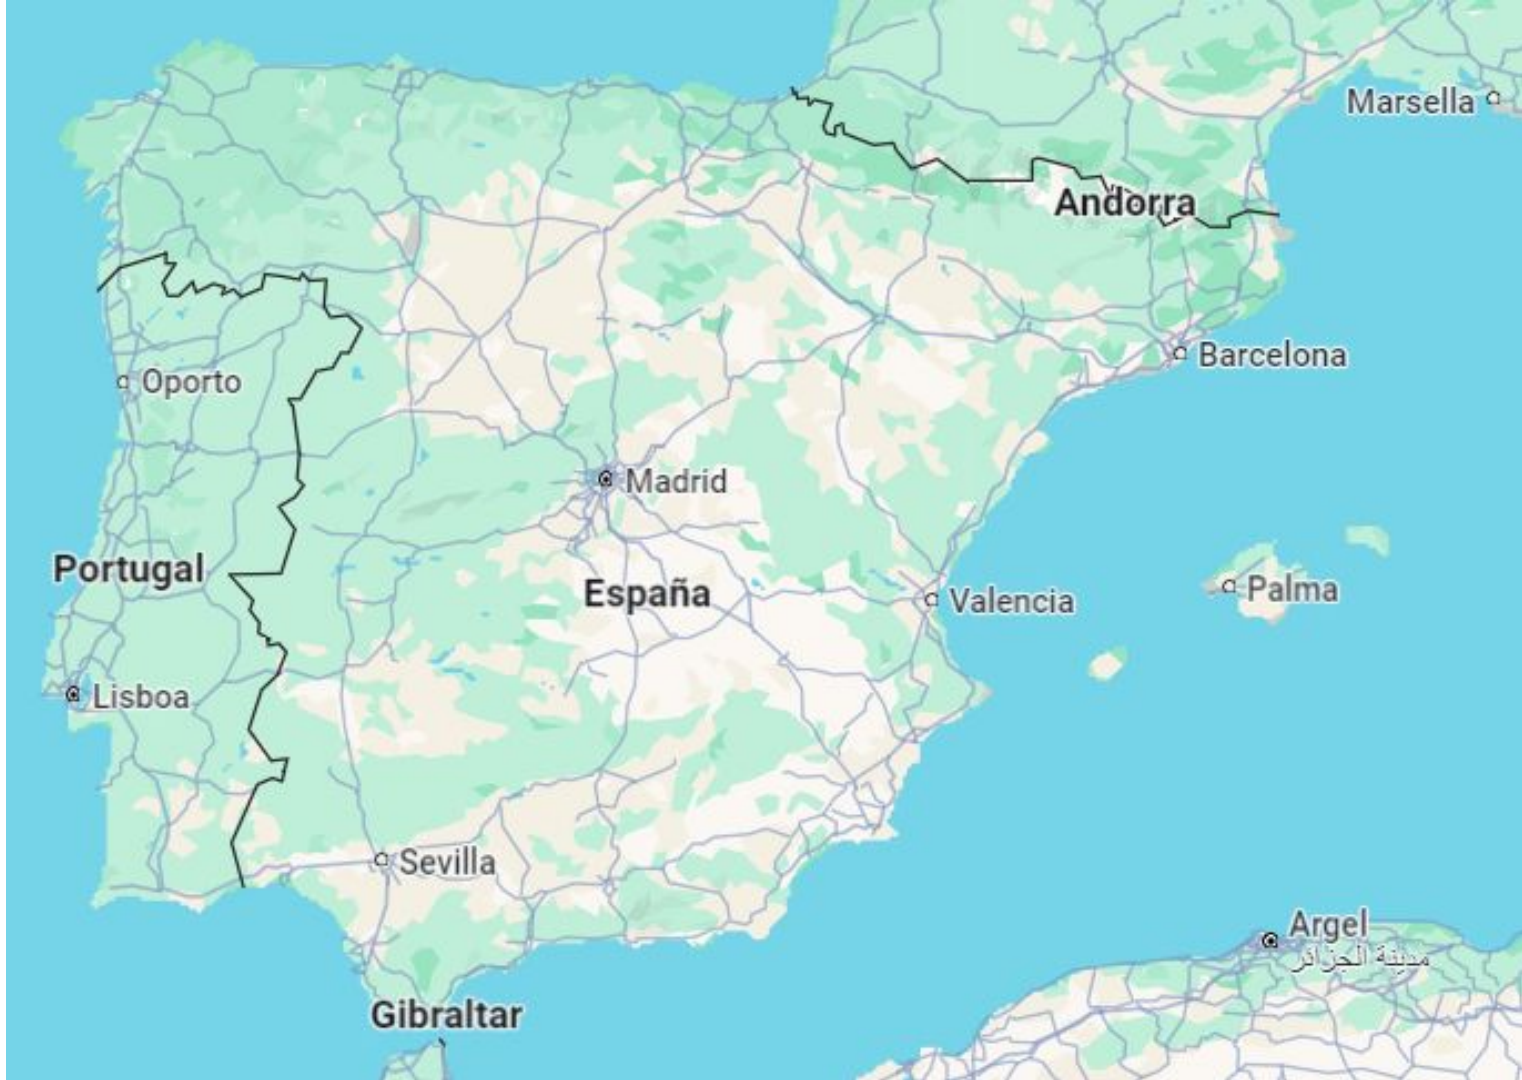 Marsella
Andorra
Barcelona
Oporto
Madrid
Portugal
España
Valencia
Palma
Lisboa
Sevilla
Argel
مدينة الجزائر
Gibraltar